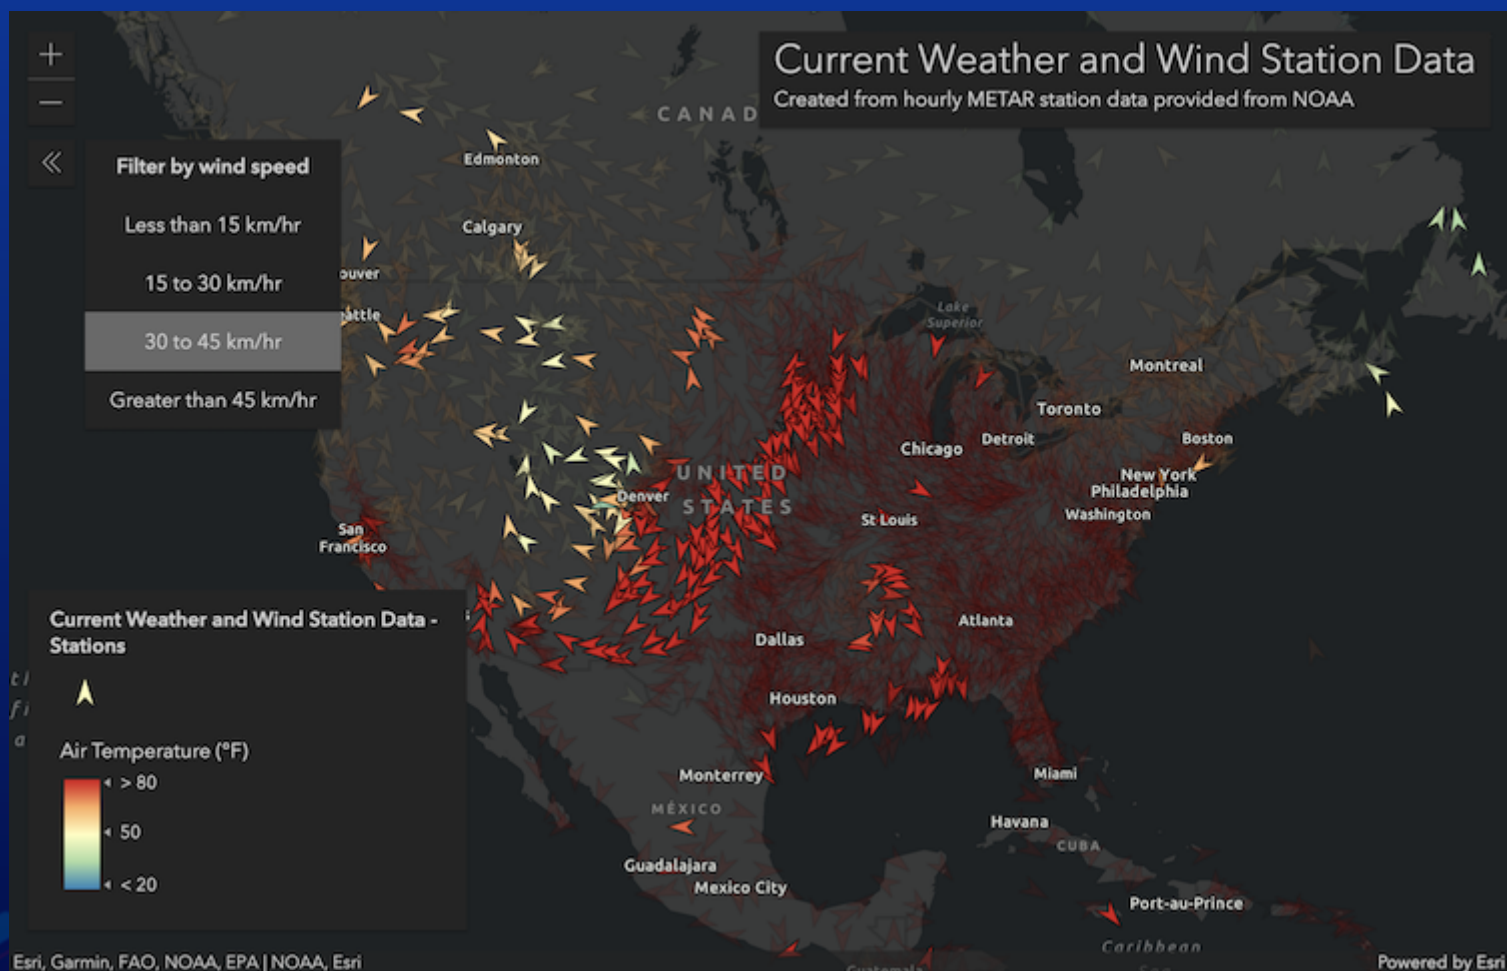 +
CANAD
Current Weather and Wind Station Data
Created from hourly METAR station data provided from NOAA
−
Filter by wind speed
Less than 15 km/hr
15 to 30 km/hr
30 to 45 km/hr
Greater than 45 km/hr
Edmonton
Calgary
ouver
attle
Lake
Superior
Montreal
Toronto
Detroit
Chicago
Boston
New York
Philadelphia
Washington
UNITED
STATES
Denver
St Louis
San
Francisco
Atlanta
Dallas
Houston
Monterrey
Miami
MÉXICO
Havana
CUBA
Guadalajara
Mexico City
Port-au-Prince
Caribbean
Current Weather and Wind Station Data -
Stations
Air Temperature (°F)
> 80
50
< 20
Esri, Garmin, FAO, NOAA, EPA | NOAA, Esri
Powered by Esri